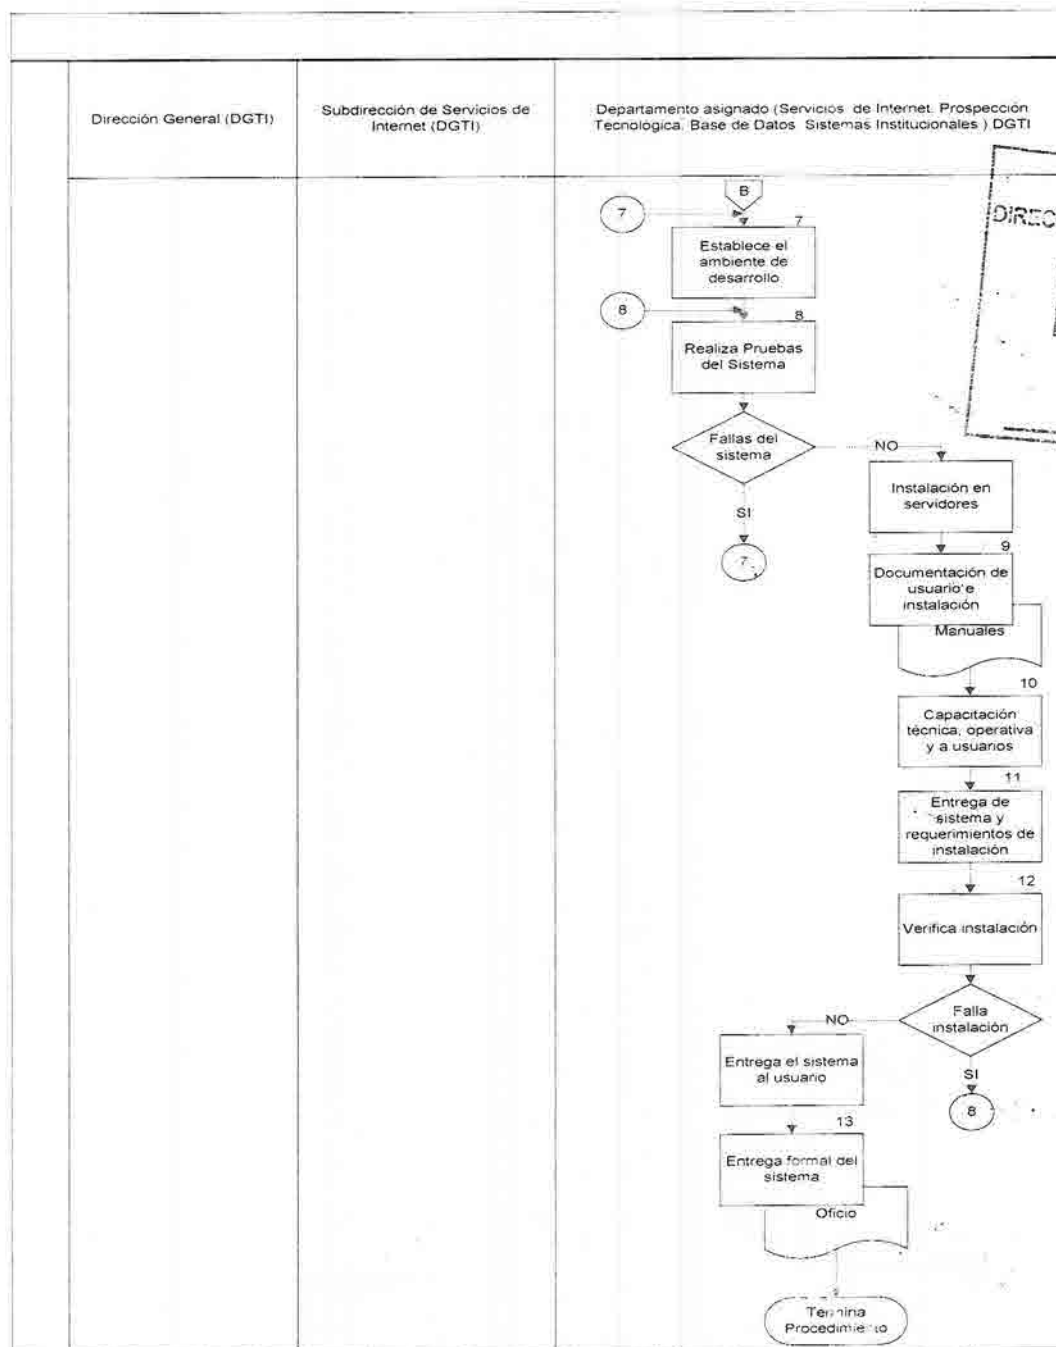 Dirección General (DGTI)
Subdirección de Servicios de
Internet (DGTI)
Departamento asignado (Servicios de Internet. Prospección
Tecnológica. Base de Datos Sistemas Institucionales ) DGTI
DIREC
B
7
7
Establece el
ambiente de
desarrollo
8
8
Realiza Pruebas
del Sistema
Fallas del
sistema
NO
Instalación en
servidores
SI
7
9
Documentación de
usuario e
instalación
Manuales
10
Capacitación
técnica, operativa
y a usuarios
11
Entrega de
sistema y
requerimientos de
instalación
12
Verifica instalación
Falla
instalación
NO
Entrega el sistema
al usuario
SI
8
13
Entrega formal del
sistema
Oficio
Termina
Procedimiento